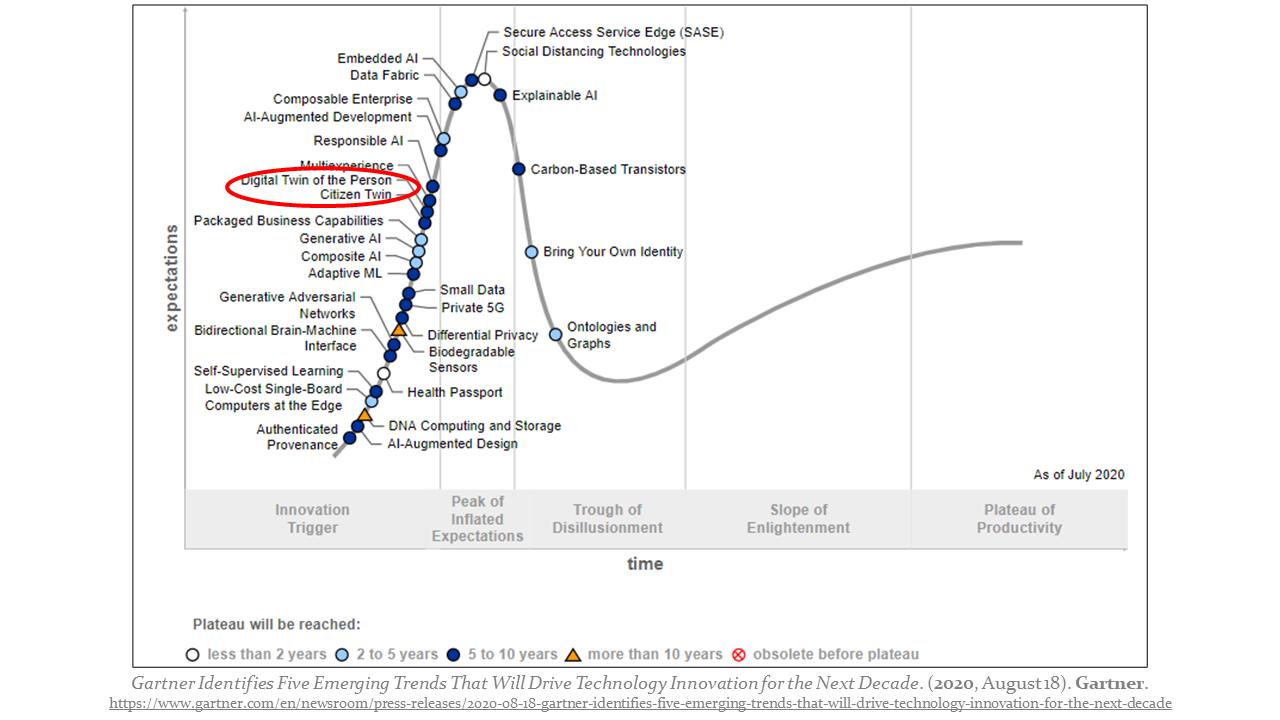 Secure Access Service Edge (SASE)
Social Distancing Technologies
Embedded AI
Data Fabric
Explainable AI
Composable Enterprise
AI-Augmented Development
Responsible AI
Multiexperience
Carbon-Based Transistors
Digital Twin of the Person
Citizen Twin
Packaged Business Capabilities
Generative AI
Bring Your Own Identity
Composite AI
Adaptive ML
Small Data
Generative Adversarial
Networks
Private 5G
Bidirectional Brain-Machine
Interface
Differential Privacy
Ontologies and
Graphs
Biodegradable
Sensors
Self-Supervised Learning
Low-Cost Single-Board
Computers at the Edge
Health Passport
DNA Computing and Storage
Authenticated
Provenance
AI-Augmented Design
expectations
As of July 2020
Innovation
Trigger
Peak of
Inflated
Expectations
Trough of
Disillusionment
Slope of
Enlightenment
Plateau of
Productivity
time
Plateau will be reached:
less than 2 years 2 to 5 years 5 to 10 years more than 10 years obsolete before plateau
Gartner Identifies Five Emerging Trends That Will Drive Technology Innovation for the Next Decade. (2020, August 18). Gartner.
https://www.gartner.com/en/newsroom/press-releases/2020-08-18-gartner-identifies-five-emerging-trends-that-will-drive-technology-innovation-for-the-next-decade